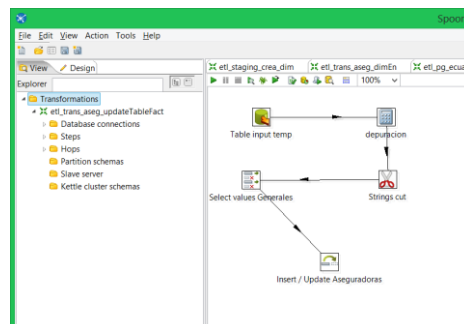 Spoon
File Edit View Action Tools Help
View Design
Explorer
Transformations
etl_trans_aseg_updateTableFact
Database connections
Steps
Hops
Partition schemas
Slave server
Kettle cluster schemas
etl_staging_crea_dim etl_trans_aseg_dimEn etl_pg_ecua
100%
Table input temp depuracion
Select values Generales Strings cut
Insert / Update Aseguradoras